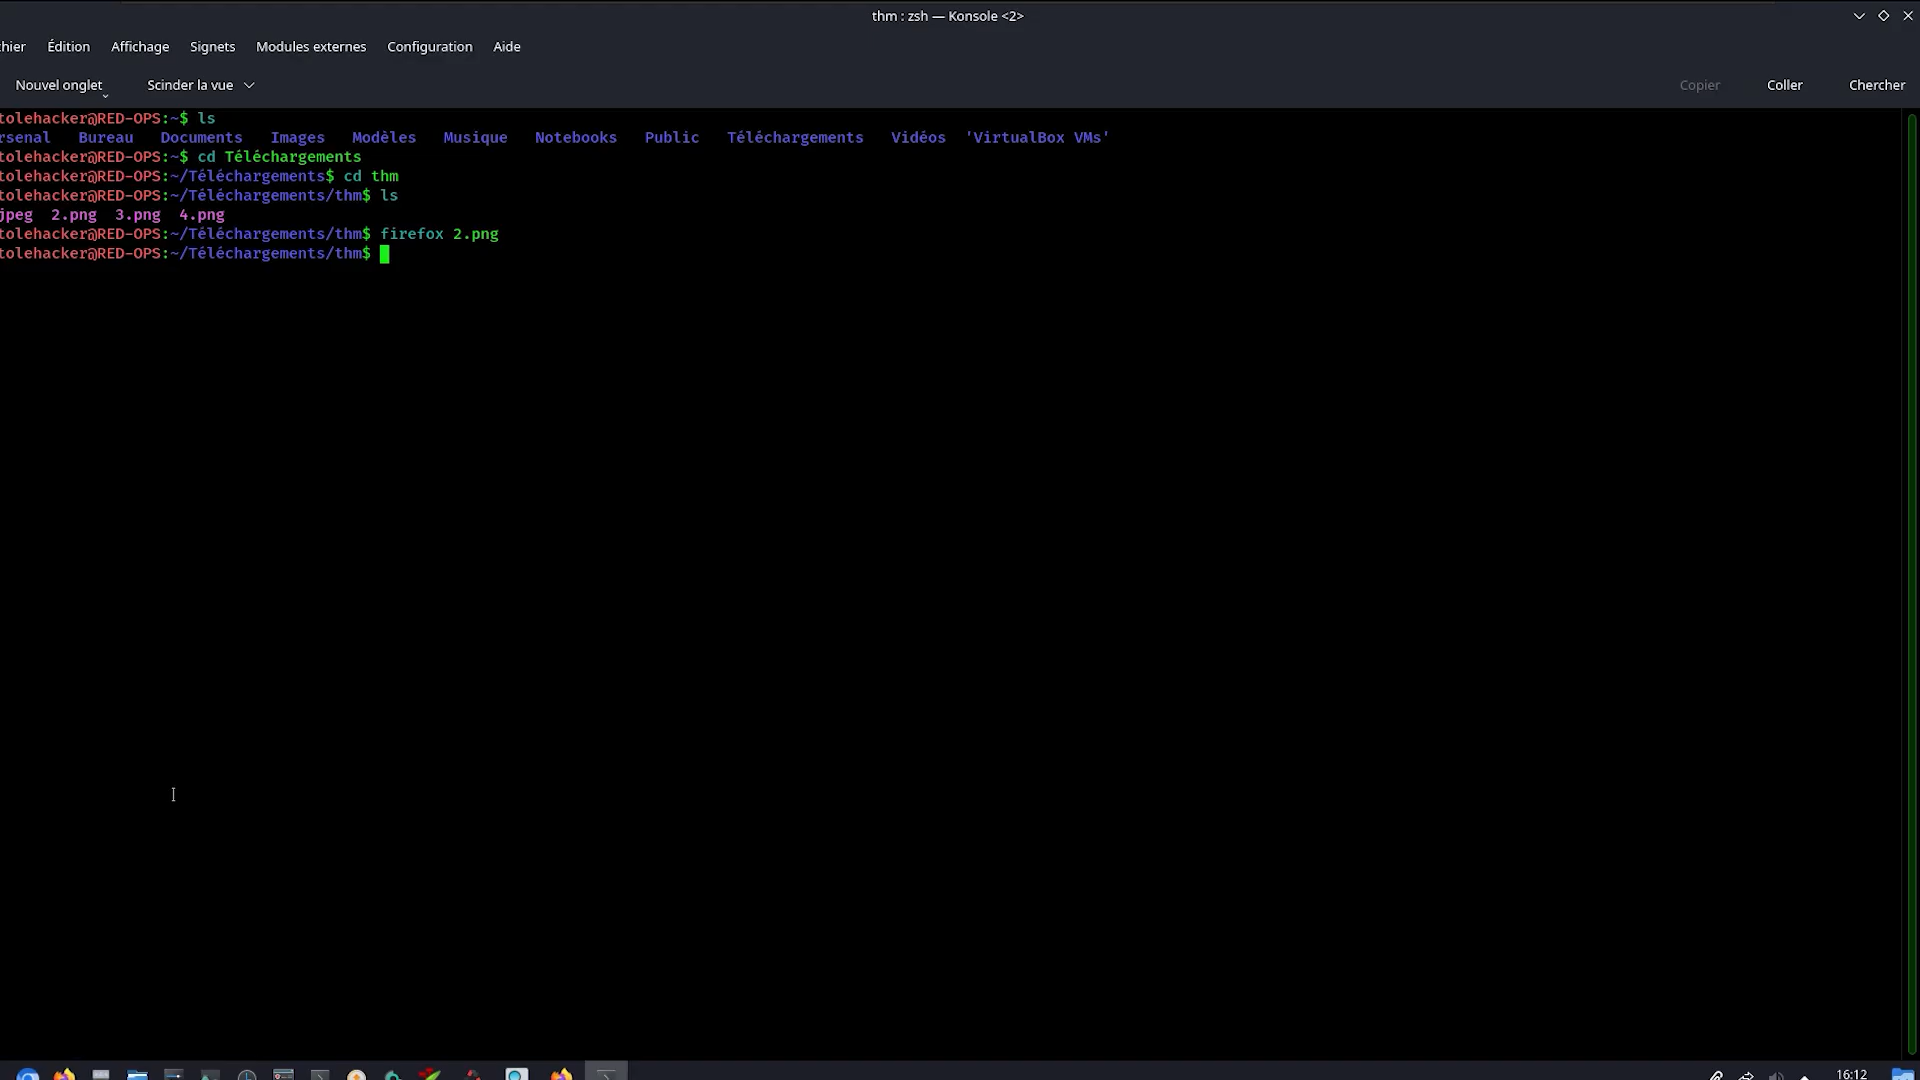 thm : zsh — Konsole <2>
hier Édition Affichage Signets Modules externes Configuration Aide
Nouvel onglet Scinder la vue Copier Coller Chercher
tolehacker@RED-OPS:~$ ls
rsenal Bureau Documents Images Modèles Musique Notebooks Public Téléchargements Vidéos 'VirtualBox VMs'
tolehacker@RED-OPS:~$ cd Téléchargements
tolehacker@RED-OPS:~/Téléchargements$ cd thm
tolehacker@RED-OPS:~/Téléchargements/thm$ ls
jpeg 2.png 3.png 4.png
tolehacker@RED-OPS:~/Téléchargements/thm$ firefox 2.png
tolehacker@RED-OPS:~/Téléchargements/thm$
16:12